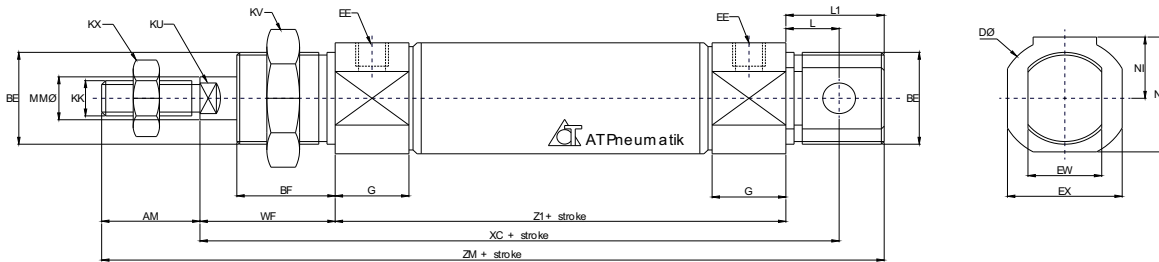 KX
KU
KV
EE
EE
L1
L
DØ
BE
MMØ
KK
BE
NI
N
ATPneumatik
BF
G
G
EW
EX
AM
WF
Z1+ stroke
XC + stroke
ZM + stroke